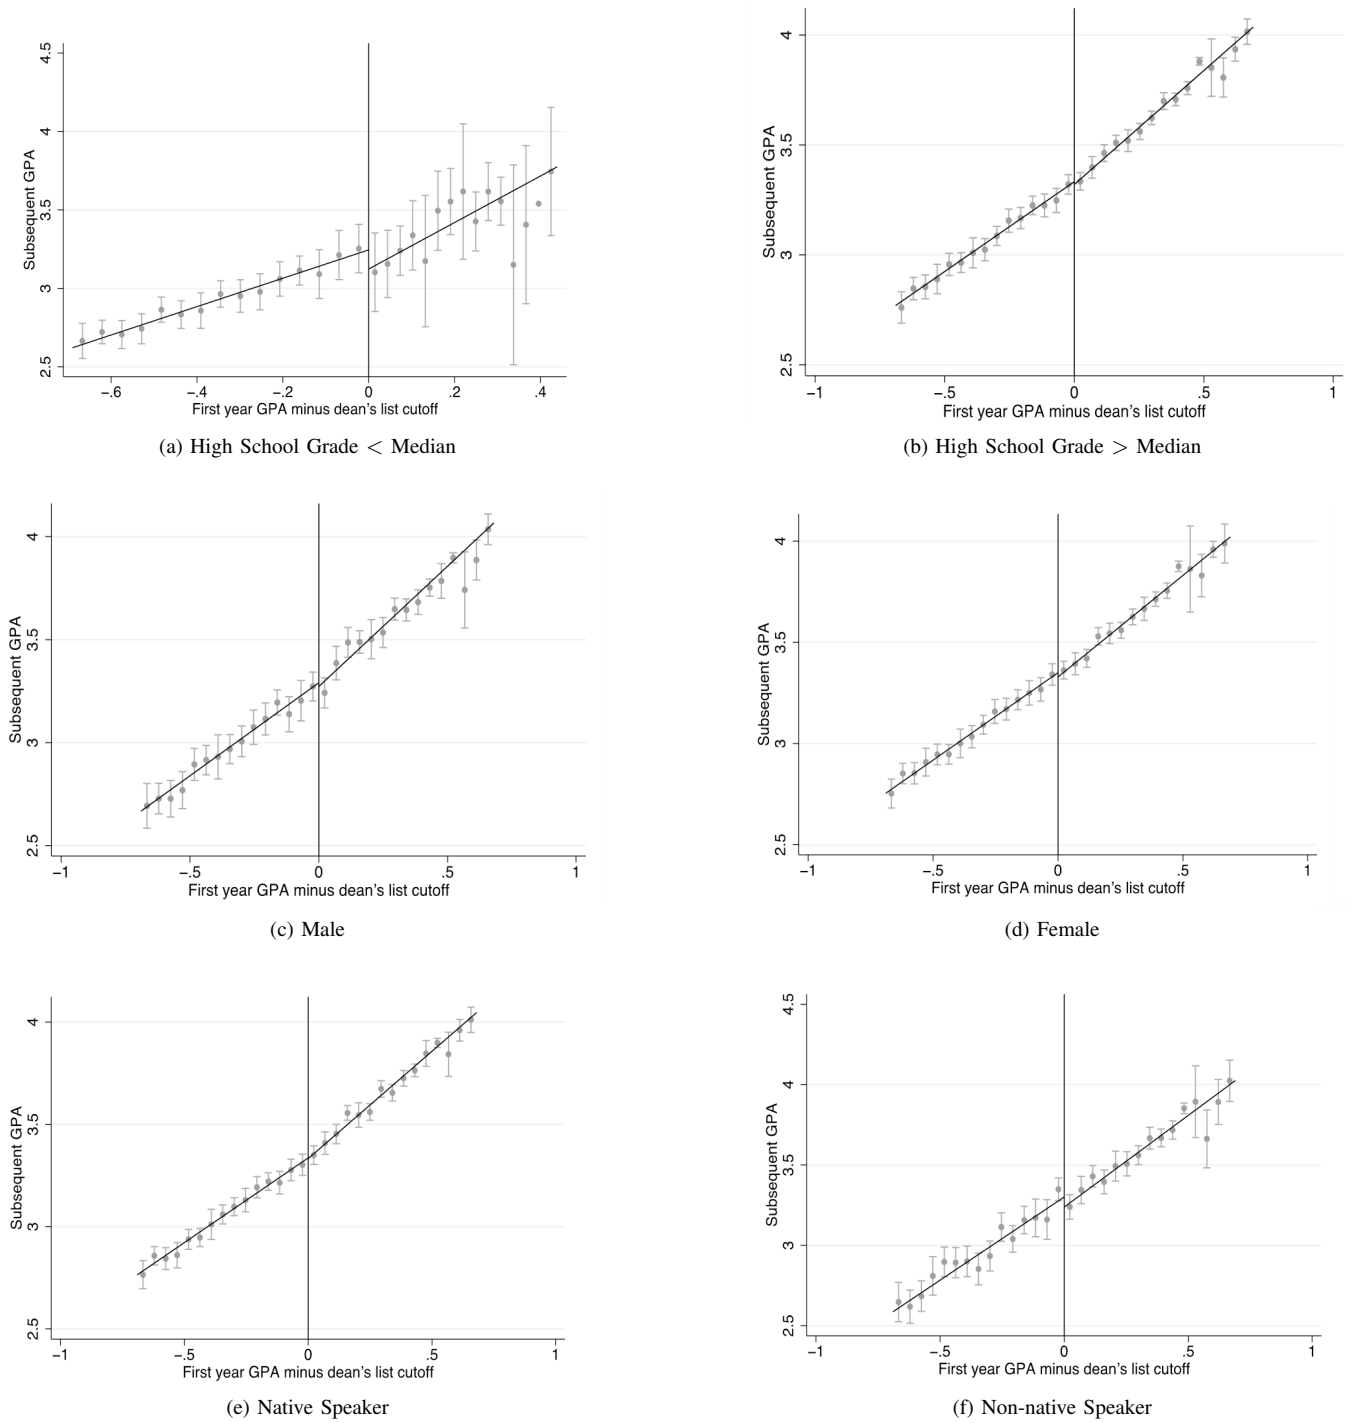 4.5
4
3.5
3
2.5
Subsequent GPA
−.6 −.4 −.2 0 .2 .4
First year GPA minus dean's list cutoff
(a) High School Grade < Median
4
3.5
3
2.5
Subsequent GPA
−1 −.5 0 .5 1
First year GPA minus dean's list cutoff
(b) High School Grade > Median
4
3.5
3
2.5
Subsequent GPA
−1 −.5 0 .5 1
First year GPA minus dean's list cutoff
(c) Male
4
3.5
3
2.5
Subsequent GPA
−1 −.5 0 .5 1
First year GPA minus dean's list cutoff
(d) Female
4
3.5
3
2.5
Subsequent GPA
−1 −.5 0 .5 1
First year GPA minus dean's list cutoff
(e) Native Speaker
4.5
4
3.5
3
2.5
Subsequent GPA
−1 −.5 0 .5 1
First year GPA minus dean's list cutoff
(f) Non-native Speaker